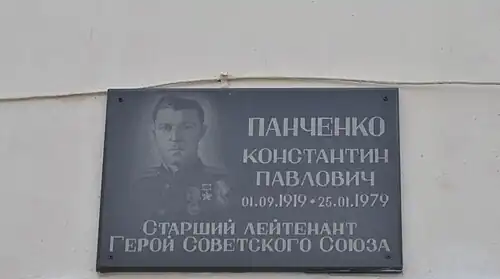 ПАНЧЕНКО
КОНСТАНТИН
ПАВЛОВИЧ
01.09.1919 • 25.01.1979
СТАРШИЙ ЛЕЙТЕНАНТ
ГЕРОЙ СОВЕТСКОГО СОЮЗА